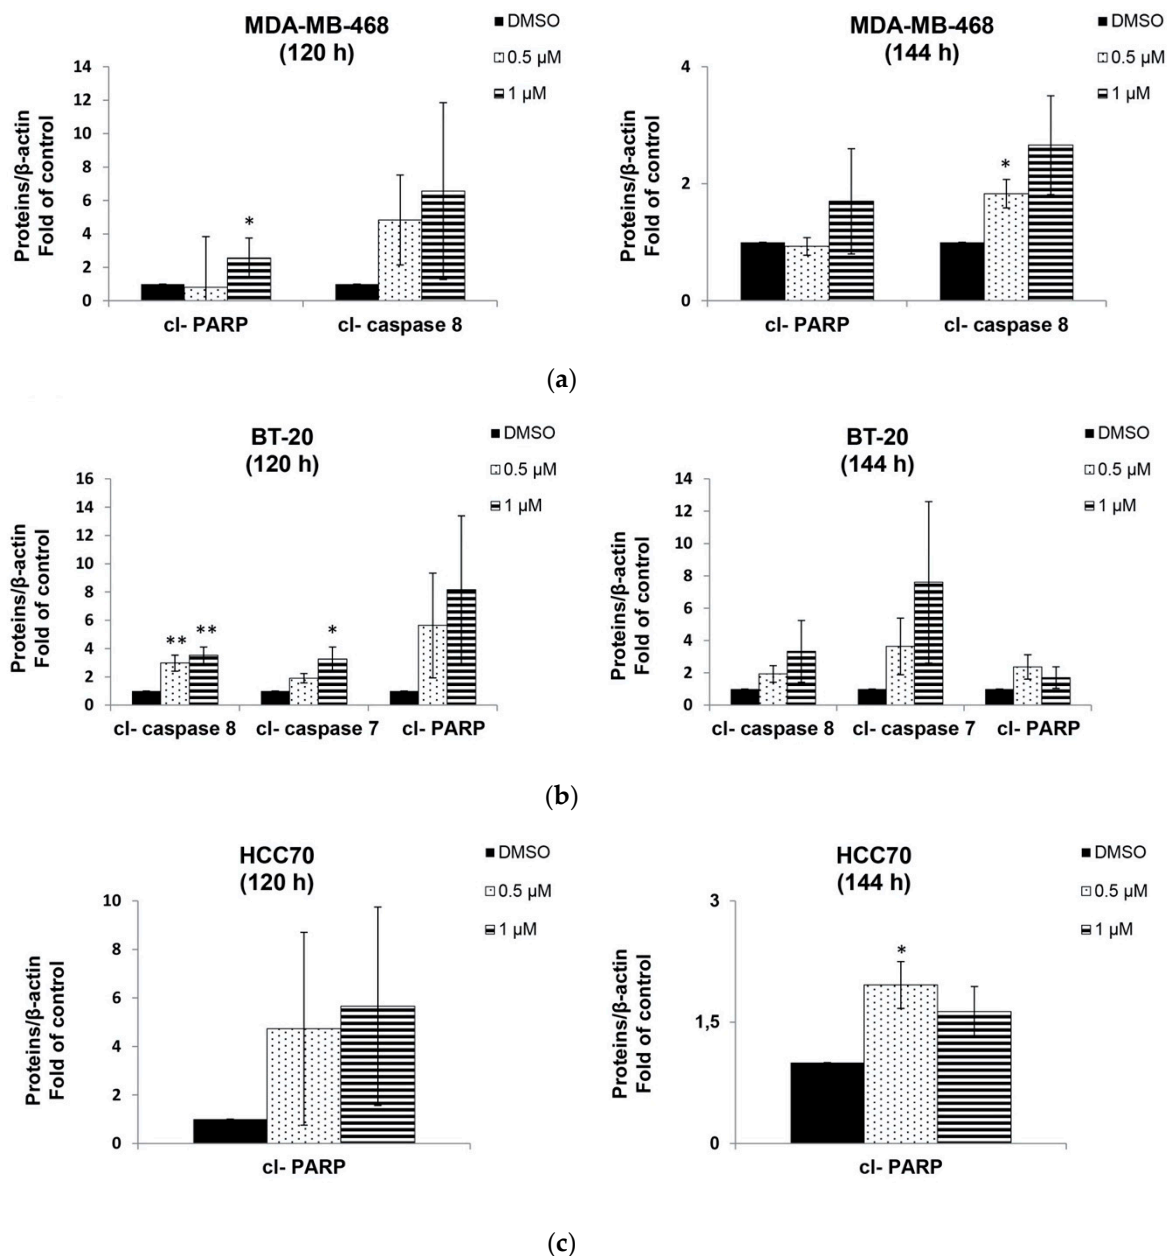 MDA-MB-468
(120 h)
DMSO
0.5 µM
1 µM
Proteins/β-actin
Fold of control
14
12
10
8
6
4
2
0
*
cl- PARP
cl- caspase 8
MDA-MB-468
(144 h)
DMSO
0.5 µM
1 µM
Proteins/β-actin
Fold of control
4
2
0
*
cl- PARP
cl- caspase 8
(a)
BT-20
(120 h)
DMSO
0.5 µM
1 µM
Proteins/β-actin
Fold of control
16
14
12
10
8
6
4
2
0
**
**
*
cl- caspase 8
cl- caspase 7
cl- PARP
BT-20
(144 h)
DMSO
0.5 µM
1 µM
Proteins/β-actin
Fold of control
14
12
10
8
6
4
2
0
cl- caspase 8
cl- caspase 7
cl- PARP
(b)
HCC70
(120 h)
DMSO
0.5 µM
1 µM
Proteins/β-actin
Fold of control
10
8
6
4
2
0
cl- PARP
HCC70
(144 h)
DMSO
0.5 µM
1 µM
Proteins/β-actin
Fold of control
3
1,5
0
*
cl- PARP
(c)